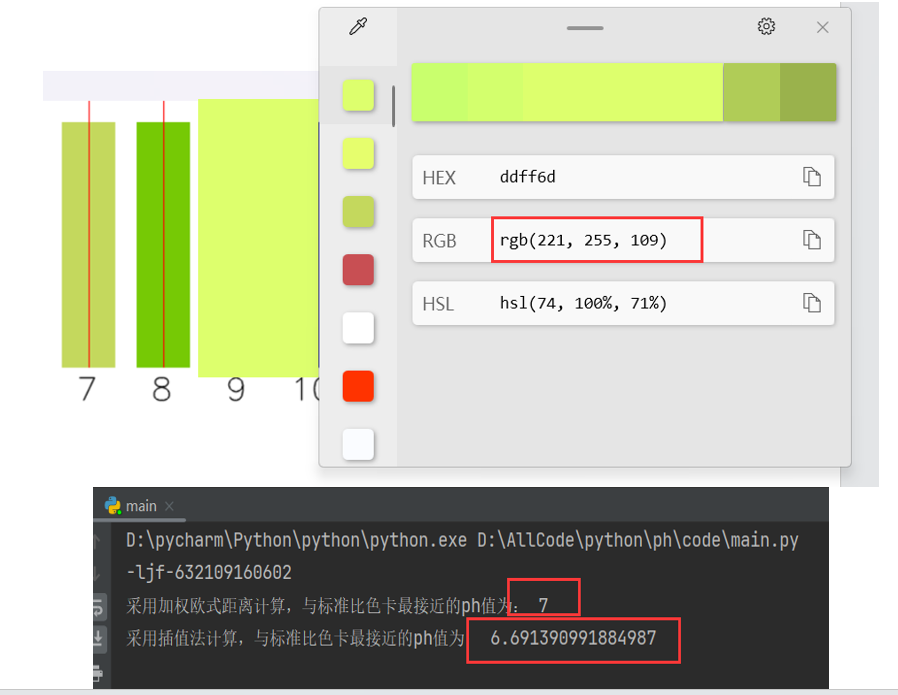 HEX ddff6d
RGB rgb(221, 255, 109)
HSL hsl(74, 100%, 71%)
7 8 9 10
main
D:\pycharm\Python\python\python.exe D:\AllCode\python\ph\code\main.py
-ljf-632109160602
采用加权欧式距离计算，与标准比色卡最接近的ph值为： 7
采用插值法计算，与标准比色卡最接近的ph值为 6.691390991884987